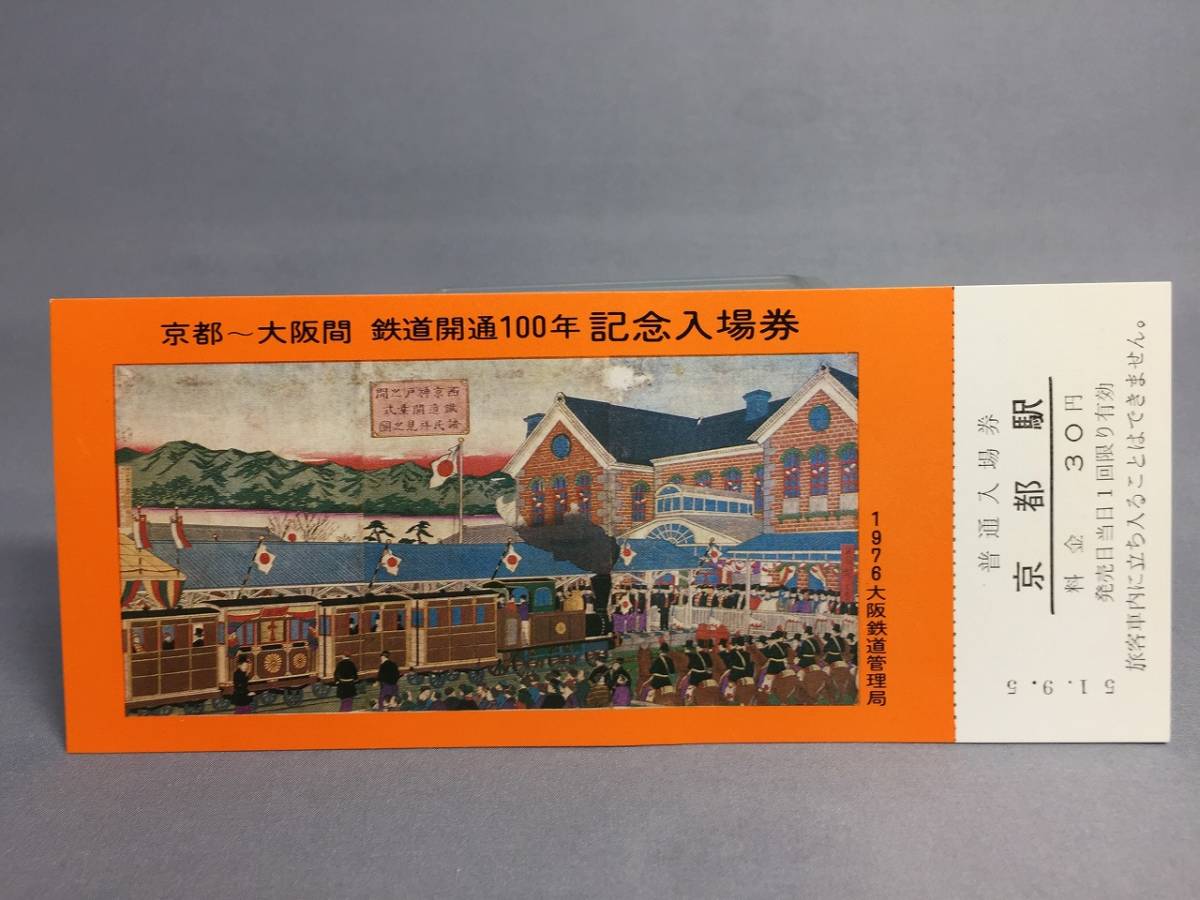 京都～大阪間 鉄道開通100年 記念入場券
西京神戸之間
鐡道開業式
諸民拝見之圖
1976大阪鉄道管理局
普通入場券
京都駅
料金 30円
発売日当日1回限り有効
旅客車内に立ち入ることはできません。
51.9.5